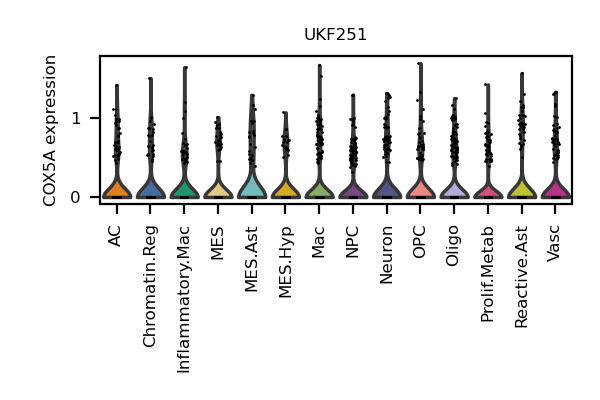 UKF251
COX5A expression
1
0
AC
Chromatin.Reg
Inflammatory.Mac
MES
MES.Ast
MES.Hyp
Mac
NPC
Neuron
OPC
Oligo
Prolif.Metab
Reactive.Ast
Vasc